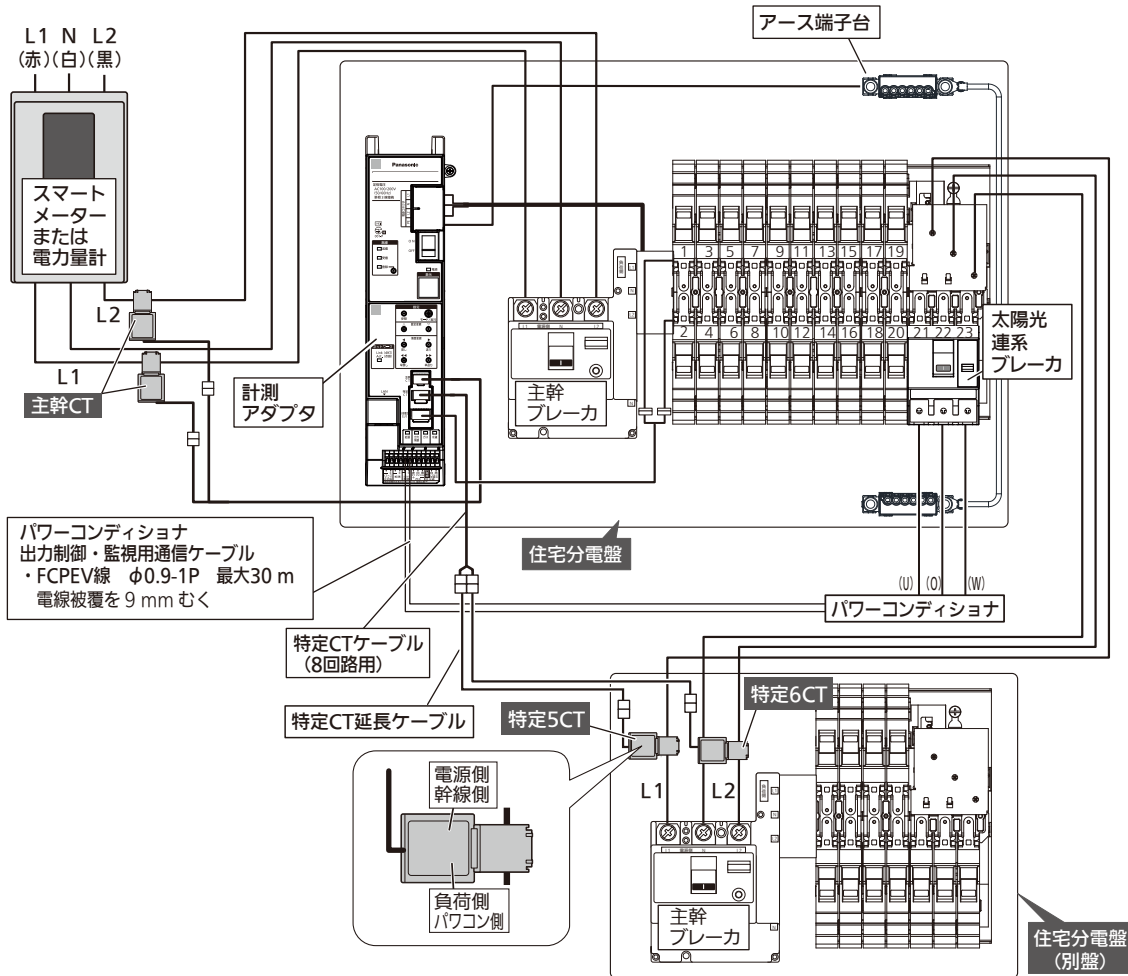 L1 N L2
(赤)(白)(黒)
スマート
メーター
または
電力量計
L2
L1
主幹CT
計測
アダプタ
Panasonic
アース端子台
主幹
ブレーカ
1 3 5 7 9 11 13 15 17 19
2 4 6 8 10 12 14 16 18 20 21 22 23
太陽光
連系
ブレーカ
住宅分電盤
パワーコンディショナ
出力制御・監視用通信ケーブル
・FCPEV線 φ0.9-1P 最大30 m
電線被覆を 9 mm むく
(U) (O) (W)
パワーコンディショナ
特定CTケーブル
(8回路用)
特定CT延長ケーブル
特定5CT
特定6CT
電源側
幹線側
負荷側
パワコン側
L1 L2
主幹
ブレーカ
住宅分電盤
(別盤)